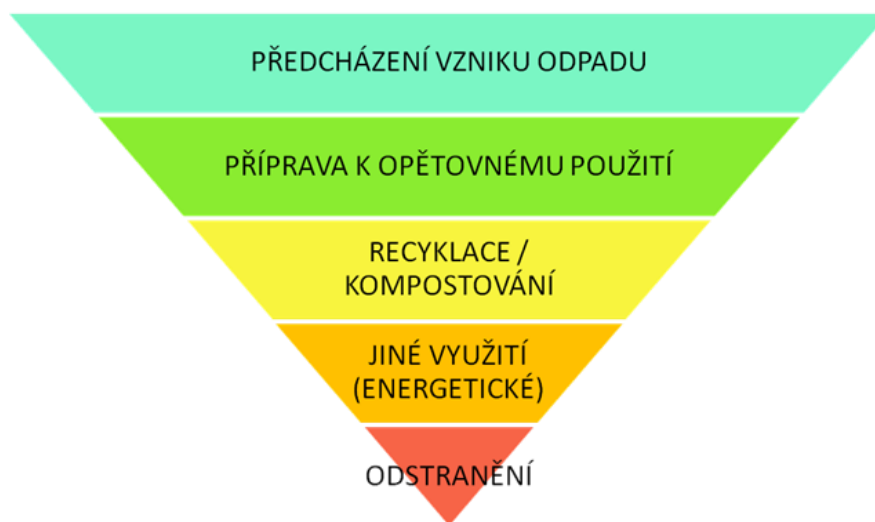 PŘEDCHÁZENÍ VZNIKU ODPADU
PŘÍPRAVA K OPĚTOVNÉMU POUŽITÍ
RECYKLACE /
KOMPOSTOVÁNÍ
JINÉ VYUŽITÍ
(ENERGETICKÉ)
ODSTRANĚNÍ